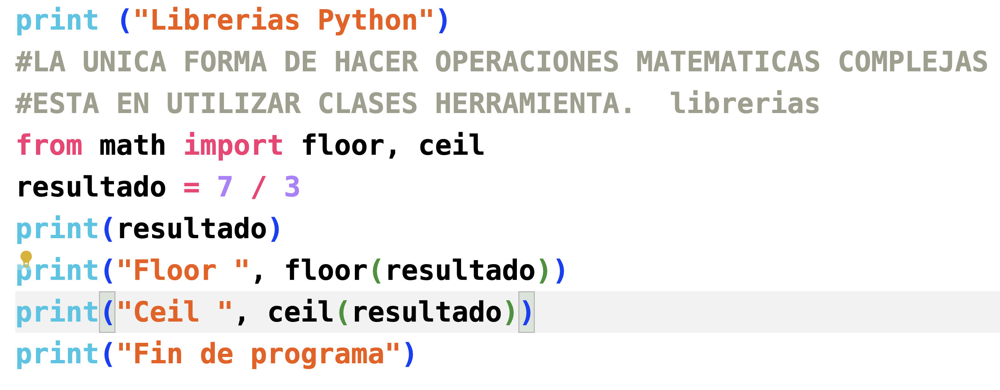 print ("Librerias Python")
#LA UNICA FORMA DE HACER OPERACIONES MATEMATICAS COMPLEJAS
#ESTA EN UTILIZAR CLASES HERRAMIENTA.  librerias
from math import floor, ceil
resultado = 7 / 3
print(resultado)
print("Floor ", floor(resultado))
print("Ceil ", ceil(resultado))
print("Fin de programa")